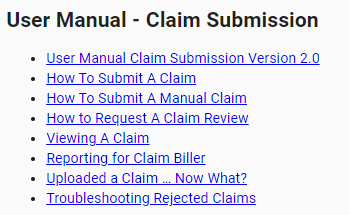 User Manual - Claim Submission
User Manual Claim Submission Version 2.0
How To Submit A Claim
How To Submit A Manual Claim
How to Request A Claim Review
Viewing A Claim
Reporting for Claim Biller
Uploaded a Claim ... Now What?
Troubleshooting Rejected Claims